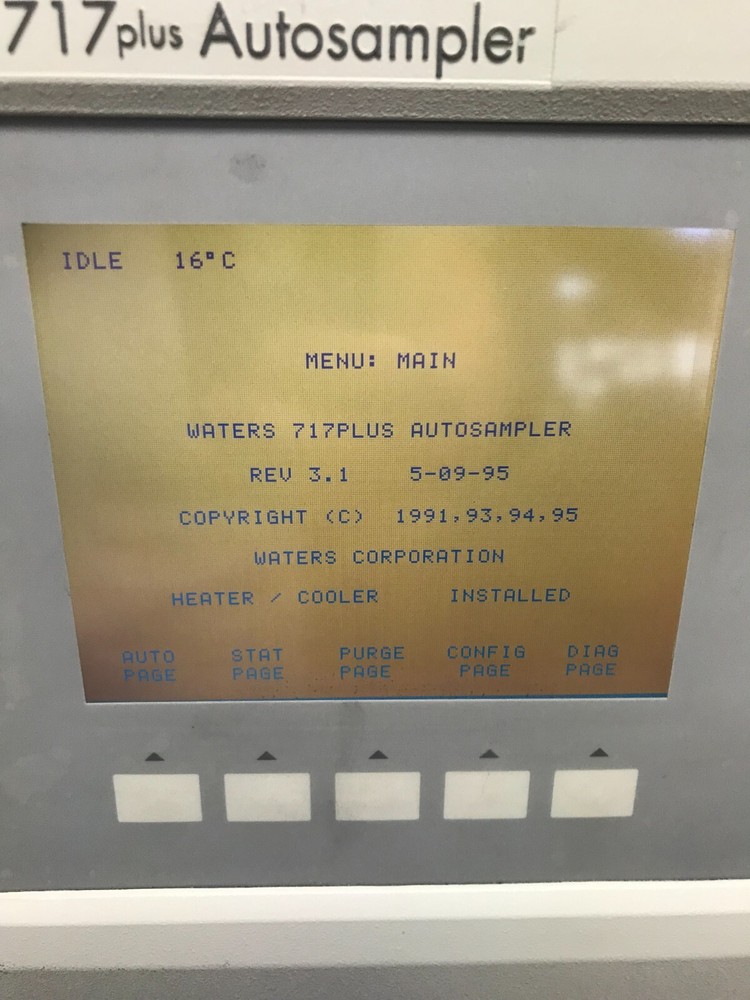 717plus Autosampler
IDLE 16°C
MENU: MAIN
WATERS 717PLUS AUTOSAMPLER
REV 3.1 5-09-95
COPYRIGHT (C) 1991,93,94,95
WATERS CORPORATION
HEATER / COOLER INSTALLED
AUTO STAT PURGE CONFIG DIAG
PAGE PAGE PAGE PAGE PAGE